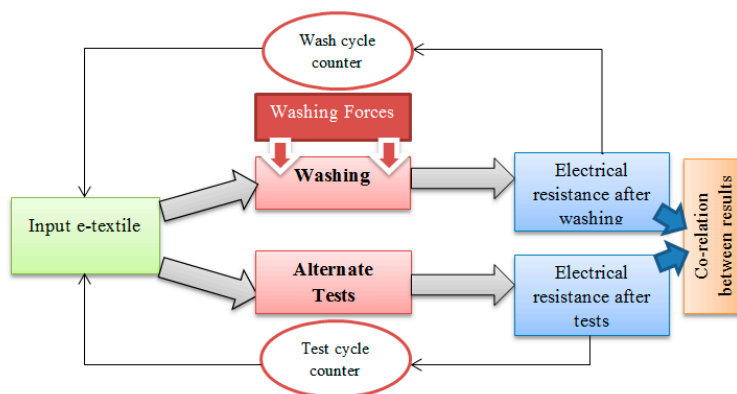 Wash cycle
counter
Washing Forces
Washing
Electrical
resistance after
washing
Input e-textile
Co-relation
between results
Alternate
Tests
Electrical
resistance after
tests
Test cycle
counter